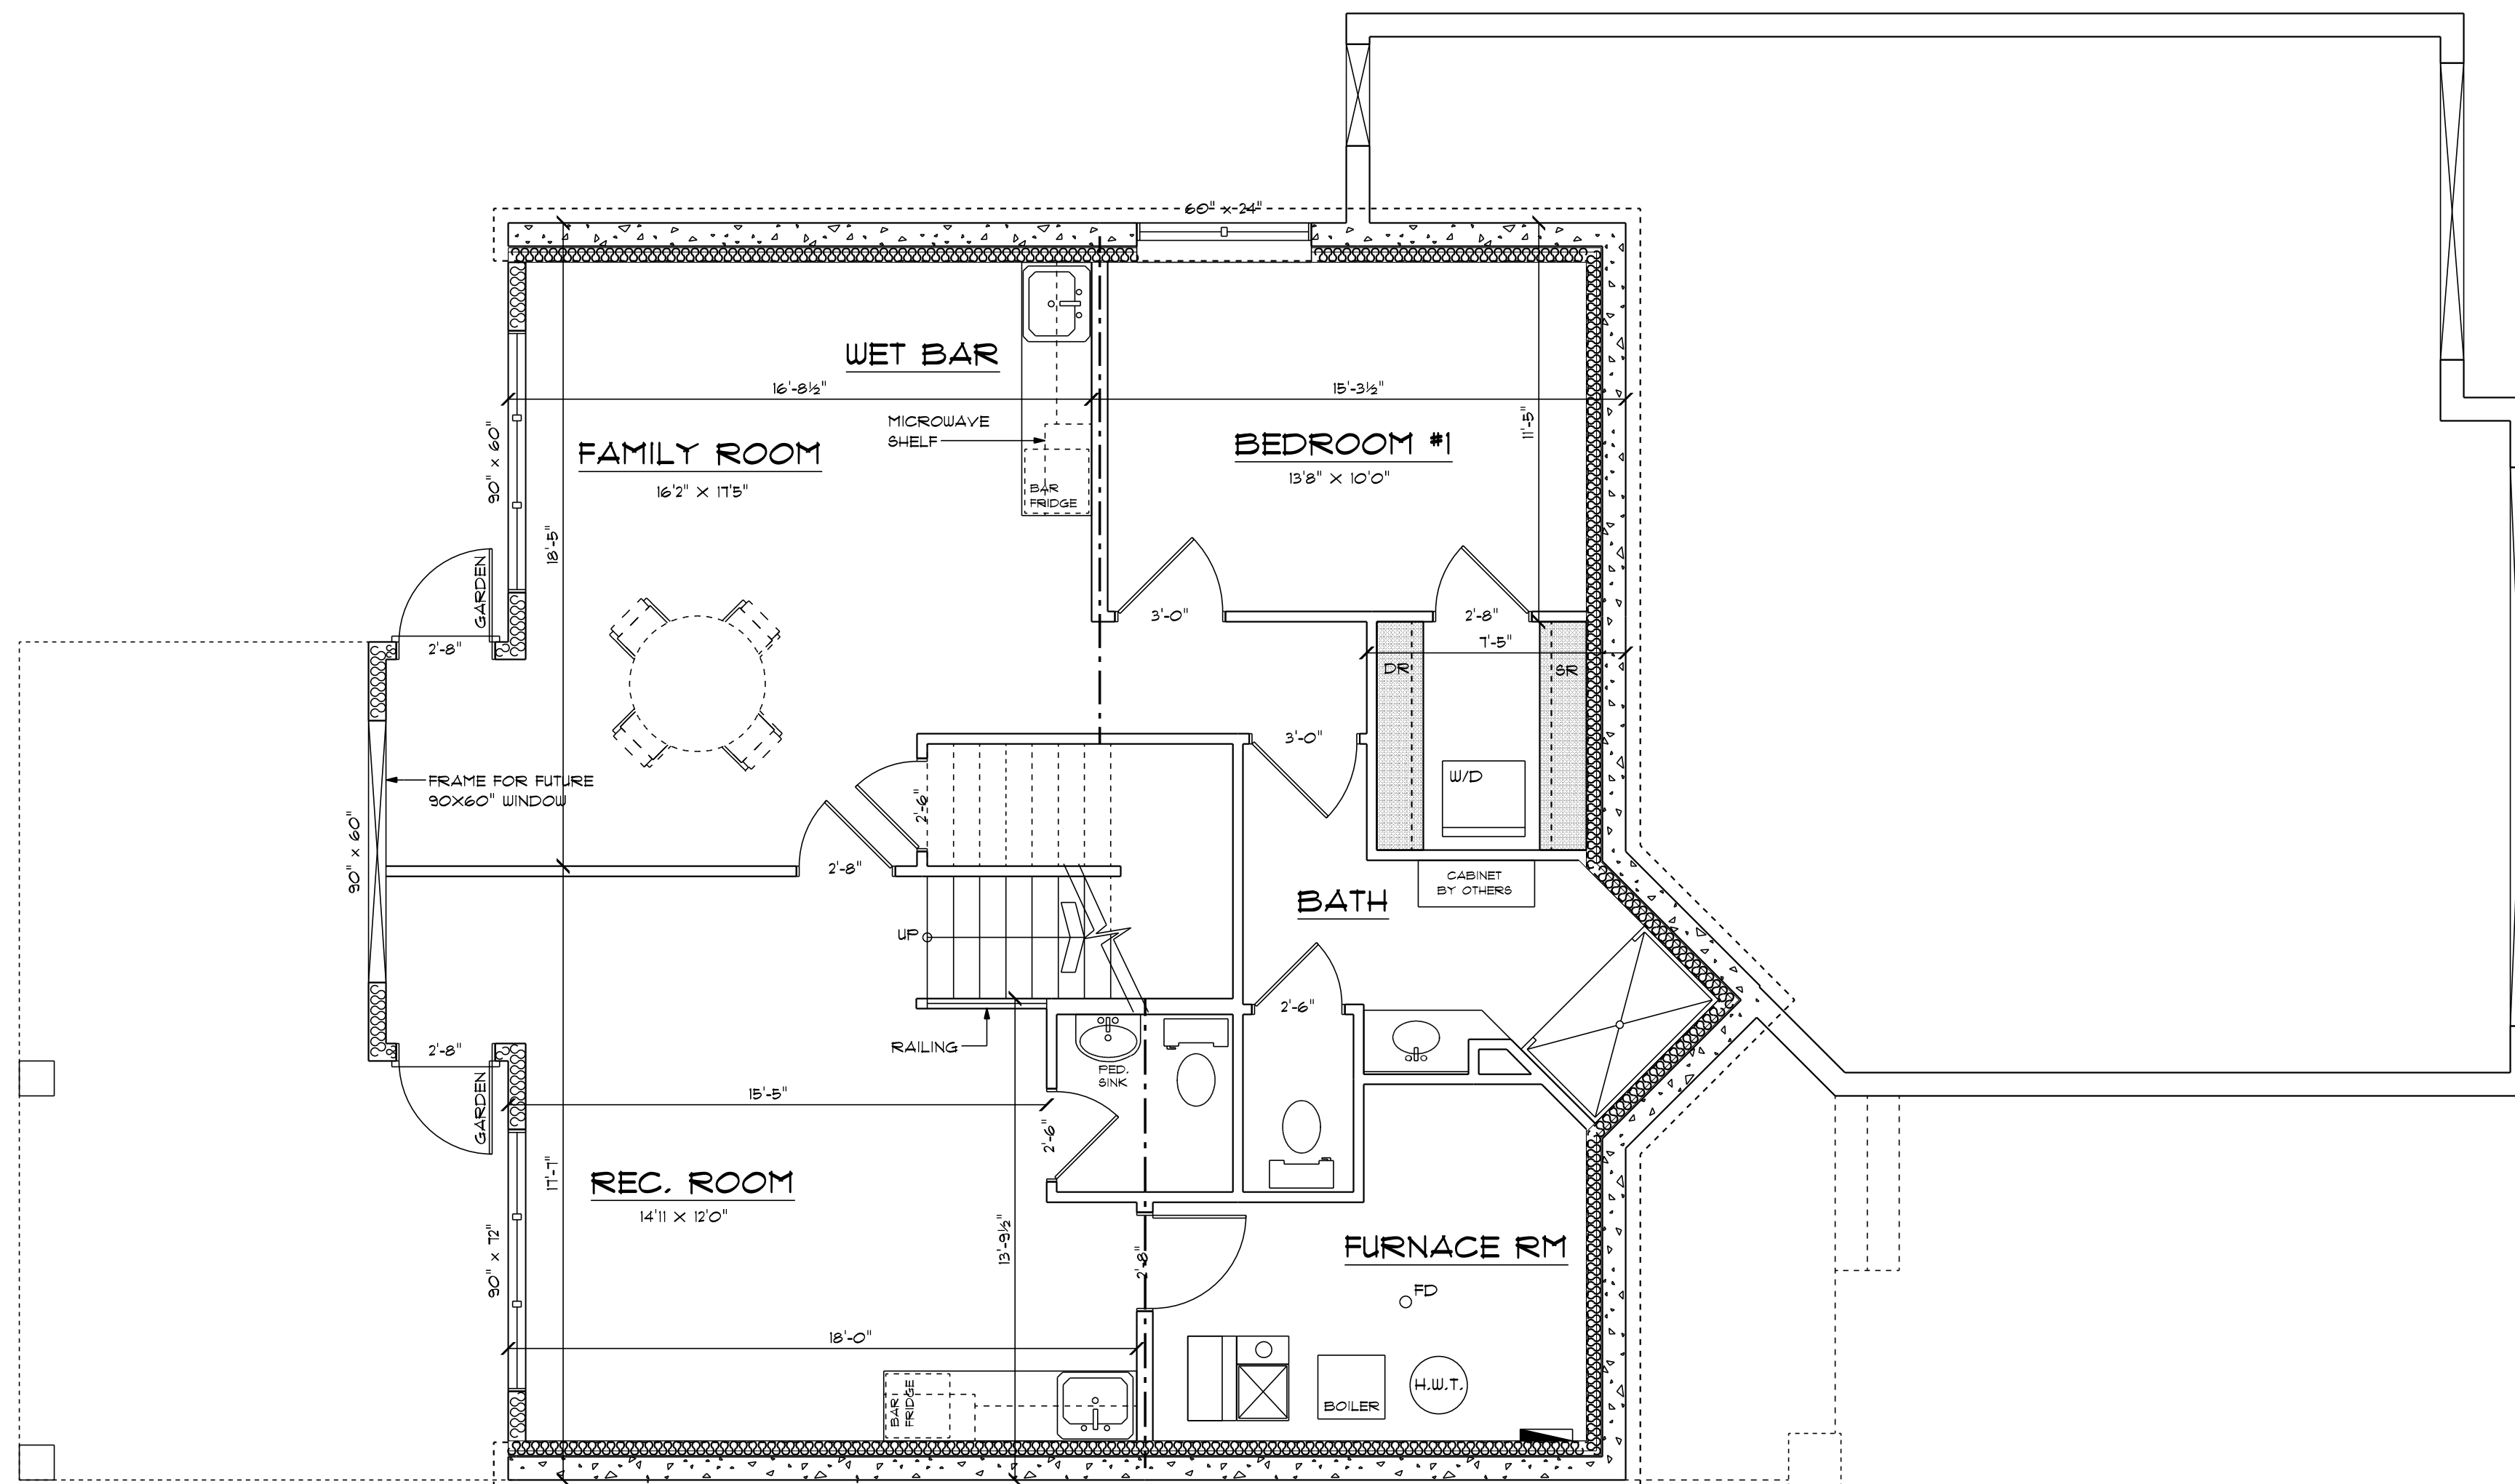 60" x 24"
WET BAR
16'-8½"
15'-3½"
MICROWAVE
SHELF
11'-5"
FAMILY ROOM
16'2" X 17'5"
90" x 60"
BEDROOM #1
13'8" X 10'0"
BAR
FRIDGE
18'-5"
GARDEN
2'-8"
3'-0"
2'-8"
7'-5"
DR
SR
3'-0"
W/D
FRAME FOR FUTURE
90X60" WINDOW
2'-6"
90" x 60"
2'-8"
CABINET
BY OTHERS
BATH
UP
2'-6"
RAILING
2'-8"
GARDEN
PED.
SINK
15'-5"
2'-6"
17'-7"
REC. ROOM
14'11 X 12'0"
90" x 72"
13'-9½"
2'-8"
FURNACE RM
FD
18'-0"
BAR
FRIDGE
BOILER
H.W.T.